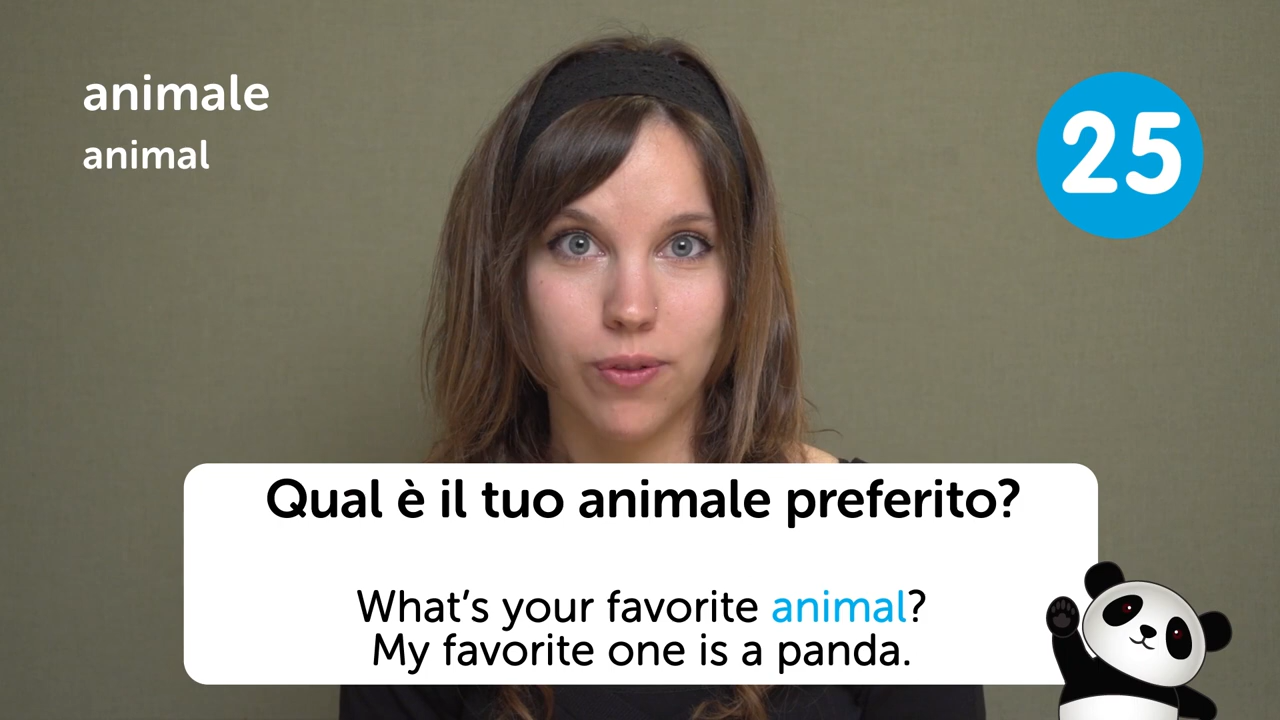 animale
animal
25
Qual è il tuo animale preferito?
What's your favorite animal?
My favorite one is a panda.